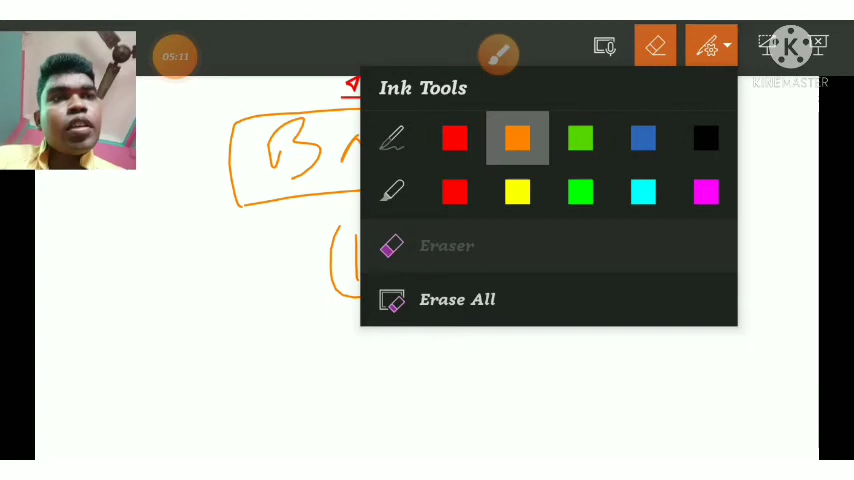 05:11
K
KINEMASTER
Ink Tools
B
Eraser
Erase All